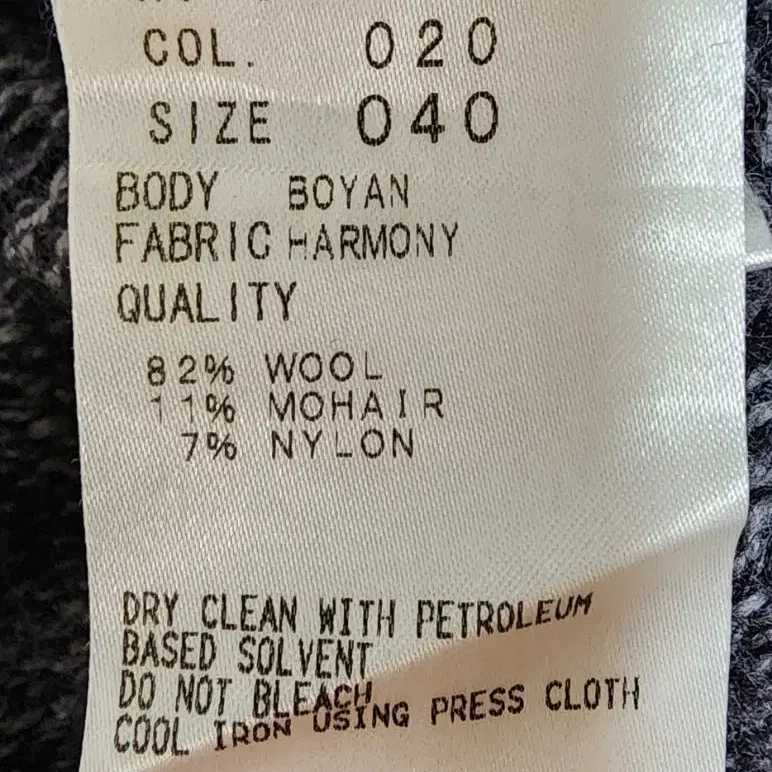 COL. 020
SIZE 040
BODY BOYAN
FABRIC HARMONY
QUALITY
82% WOOL
11% MOHAIR
7% NYLON
DRY CLEAN WITH PETROLEUM
BASED SOLVENT
DO NOT BLEACH
COOL IRON USING PRESS CLOTH